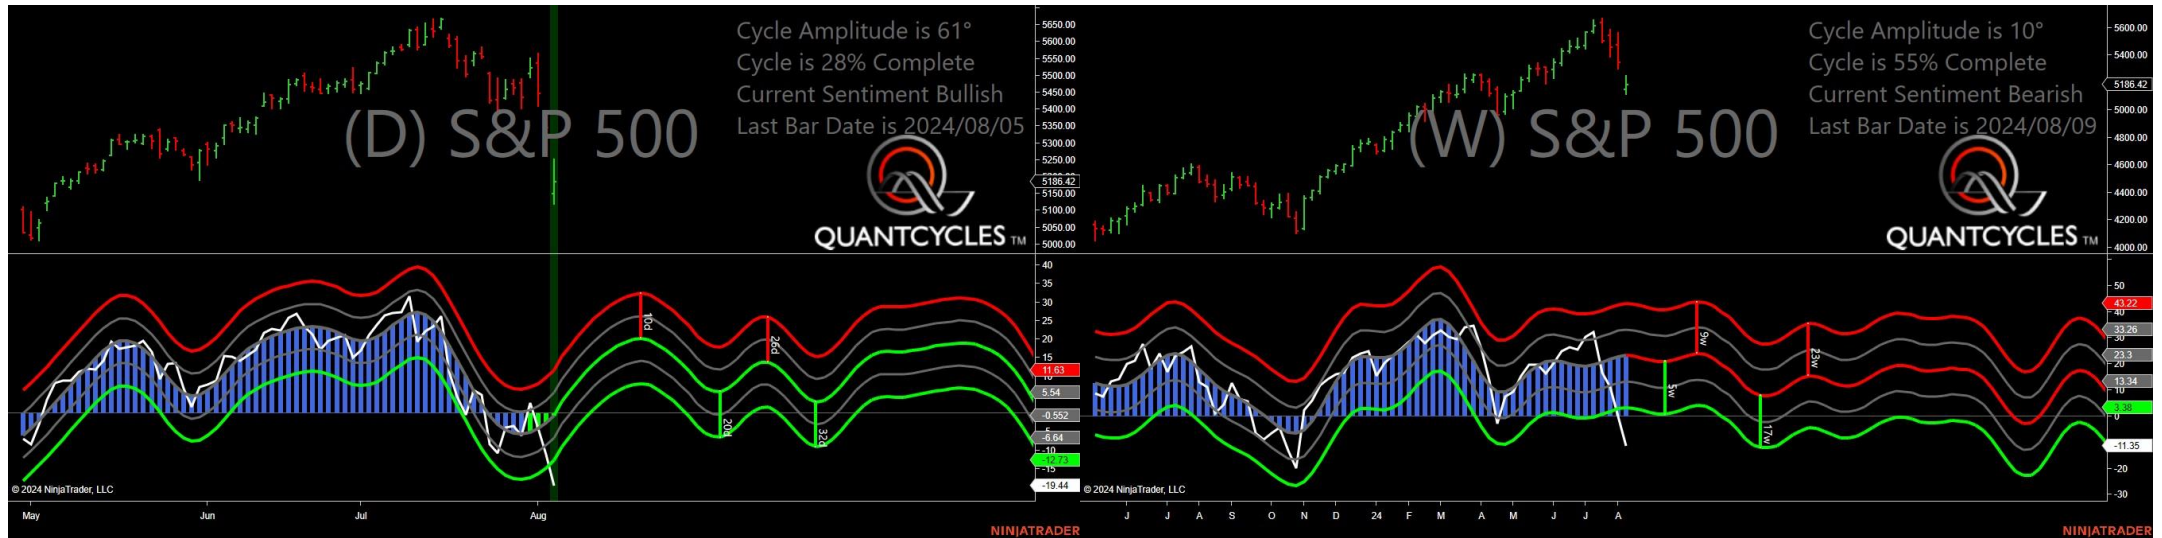 Cycle Amplitude is 61°
Cycle is 28% Complete
Current Sentiment Bullish
Last Bar Date is 2024/08/05
(D) S&P 500
QUANTCYCLES TM
5650.00
5600.00
5550.00
5500.00
5450.00
5400.00
5350.00
5300.00
5250.00
5186.42
5150.00
5100.00
5050.00
5000.00
40
35
30
25
20
15
11.63
5.54
-0.552
-6.64
-10
-12.73
-15
-19.44
10d
20d
26d
32d
© 2024 NinjaTrader, LLC
May Jun Jul Aug
NINJATRADER
Cycle Amplitude is 10°
Cycle is 55% Complete
Current Sentiment Bearish
Last Bar Date is 2024/08/09
(W) S&P 500
QUANTCYCLES TM
5600.00
5400.00
5186.42
5000.00
4800.00
4600.00
4400.00
4200.00
4000.00
50
43.22
40
33.26
23.3
13.34
10
3.38
0
-11.35
-20
-30
5w
9w
17w
23w
© 2024 NinjaTrader, LLC
J J A S O N D 24 F M A M J J A
NINJATRADER